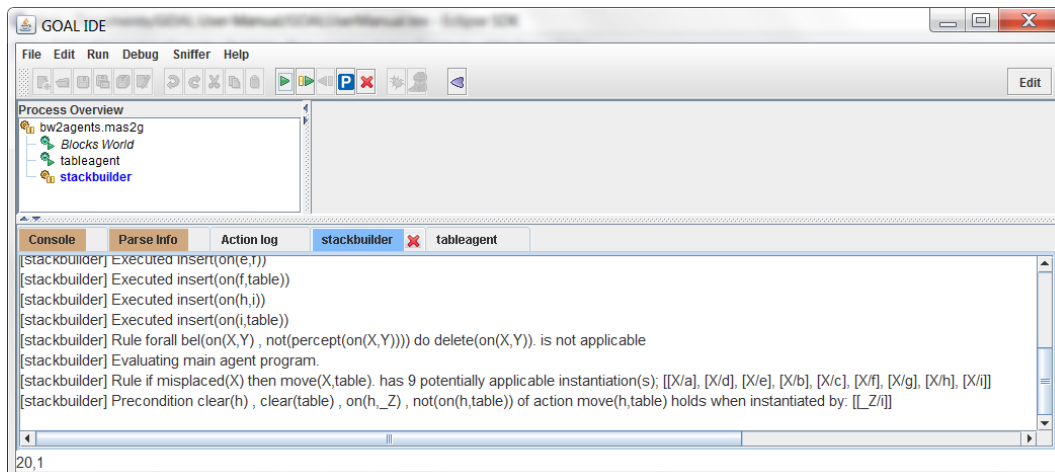 GOAL IDE
File Edit Run Debug Sniffer Help
P
Edit
Process Overview
bw2agents.mas2g
Blocks World
tableagent
stackbuilder
Console Parse Info Action log stackbuilder tableagent
[stackbuilder] Executed insert(on(e,f))
[stackbuilder] Executed insert(on(f,table))
[stackbuilder] Executed insert(on(h,i))
[stackbuilder] Executed insert(on(i,table))
[stackbuilder] Rule forall bel(on(X,Y) , not(percept(on(X,Y)))) do delete(on(X,Y)). is not applicable
[stackbuilder] Evaluating main agent program.
[stackbuilder] Rule if misplaced(X) then move(X,table). has 9 potentially applicable instantiation(s); [[X/a], [X/d], [X/e], [X/b], [X/c], [X/f], [X/g], [X/h], [X/i]]
[stackbuilder] Precondition clear(h) , clear(table) , on(h,_Z) , not(on(h,table)) of action move(h,table) holds when instantiated by: [[_Z/i]]
20,1